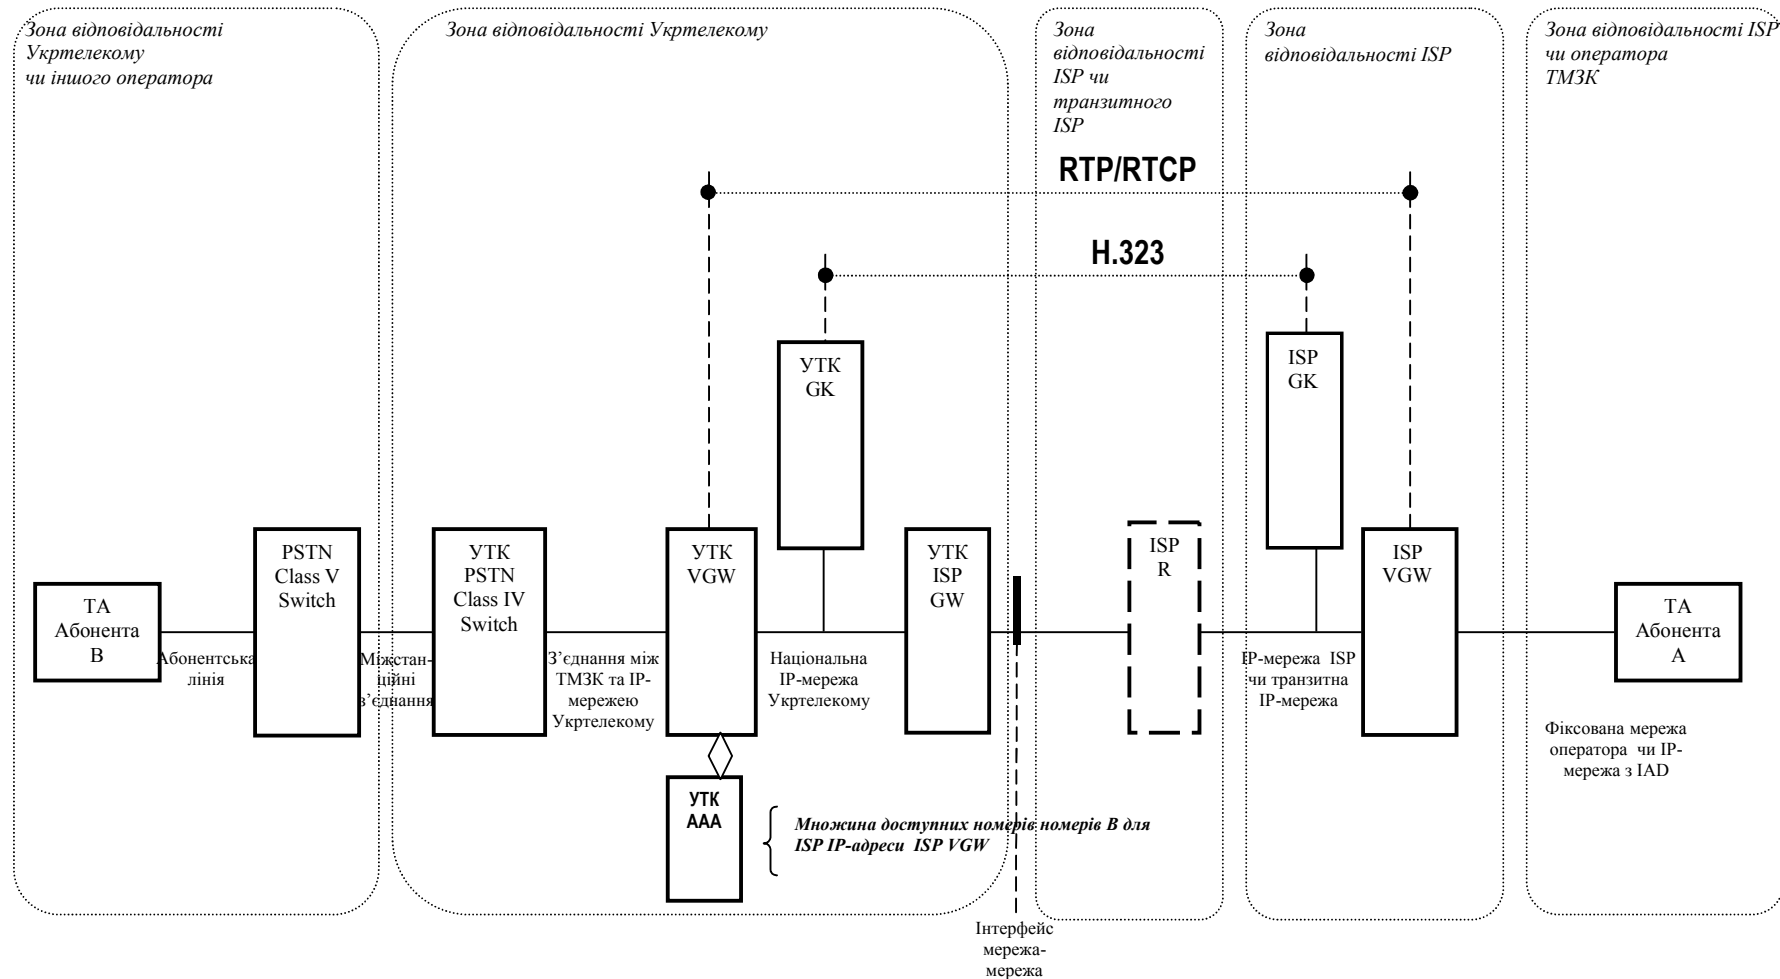 Зона відповідальності
Укртелекому
чи іншого оператора
Зона відповідальності Укртелекому
Зона
відповідальності
ISP чи
транзитного
ISP
Зона
відповідальності ISP
Зона відповідальності ISP
чи оператора
ТМЗК
RTP/RTCP
H.323
УТК
GK
ISP
GK
ТА
Абонента
В
Абонентська
лінія
PSTN
Class V
Switch
Міжстан-
ційні
з’єднання
УТК
PSTN
Class IV
Switch
З’єднання між
ТМЗК та IP-
мережею
Укртелекому
УТК
VGW
Національна
IP-мережа
Укртелекому
УТК
ISP
GW
ISP
R
IP-мережа ISP
чи транзитна
IP-мережа
ISP
VGW
ТА
Абонента
А
Фіксована мережа
оператора чи IP-
мережа з IAD
УТК
ААА
Множина доступних номерів номерів В для
ISP IP-адреси ISP VGW
Інтерфейс
мережа-
мережа